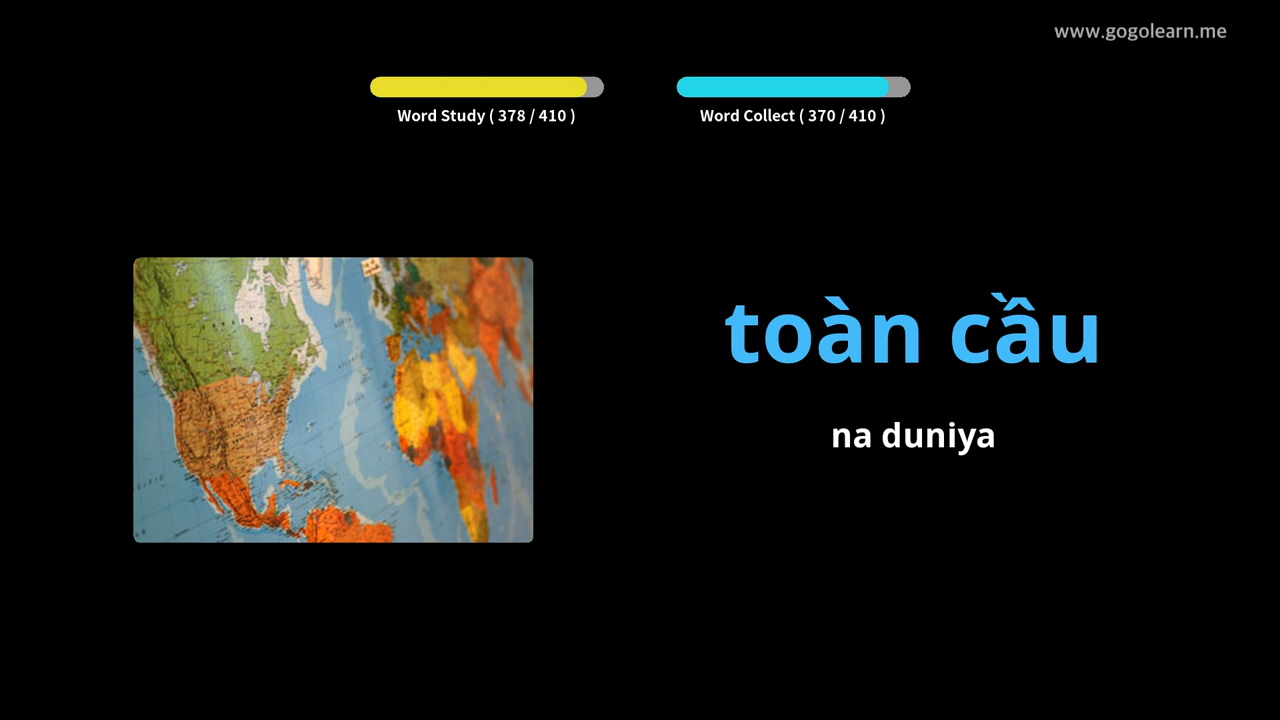 www.gogolearn.me
Word Study ( 378 / 410 )
Word Collect ( 370 / 410 )
toàn cầu
na duniya